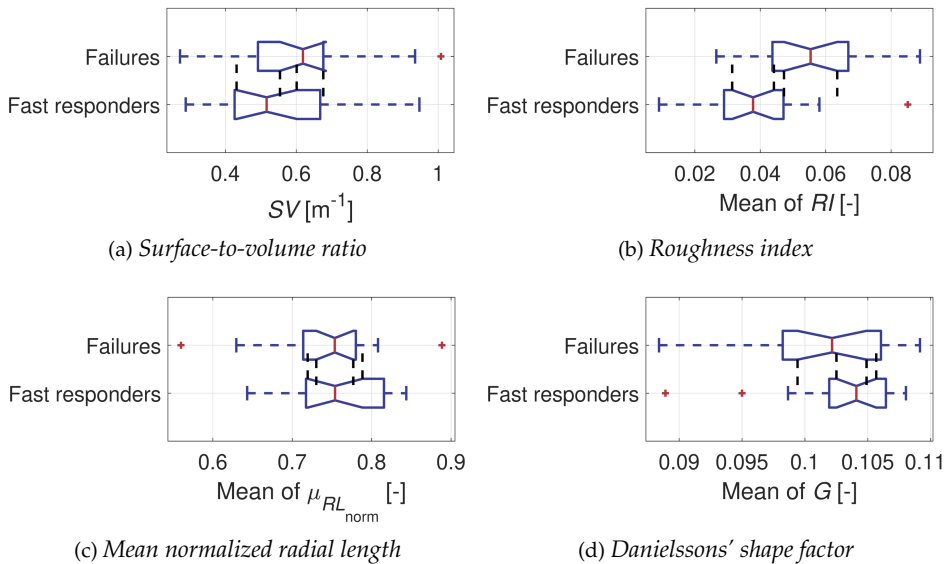 Failures
Fast responders
0.4 0.6 0.8 1
SV [m-1]
(a) Surface-to-volume ratio
Failures
Fast responders
0.02 0.04 0.06 0.08
Mean of RI [-]
(b) Roughness index
Failures
Fast responders
0.6 0.7 0.8 0.9
Mean of μRLnorm [-]
(c) Mean normalized radial length
Failures
Fast responders
0.09 0.095 0.1 0.105 0.11
Mean of G [-]
(d) Danielssons' shape factor